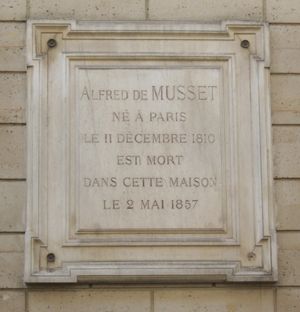 ALFRED DE MUSSET
NÉ À PARIS
LE 11 DÉCEMBRE 1810
EST MORT
DANS CETTE MAISON
LE 2 MAI 1857